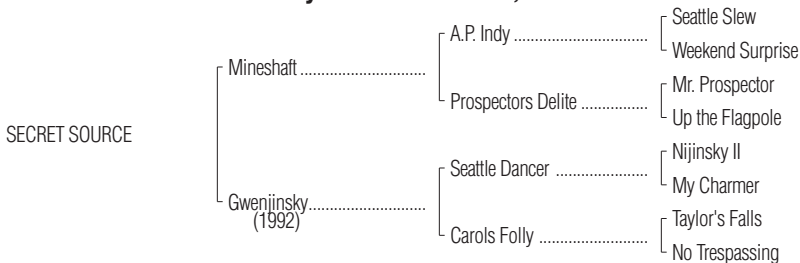 Seattle Slew
A.P. Indy
Weekend Surprise
Mineshaft
Mr. Prospector
Prospectors Delite
Up the Flagpole
SECRET SOURCE
Nijinsky II
Seattle Dancer
My Charmer
Gwenjinsky
(1992)
Taylor's Falls
Carols Folly
No Trespassing